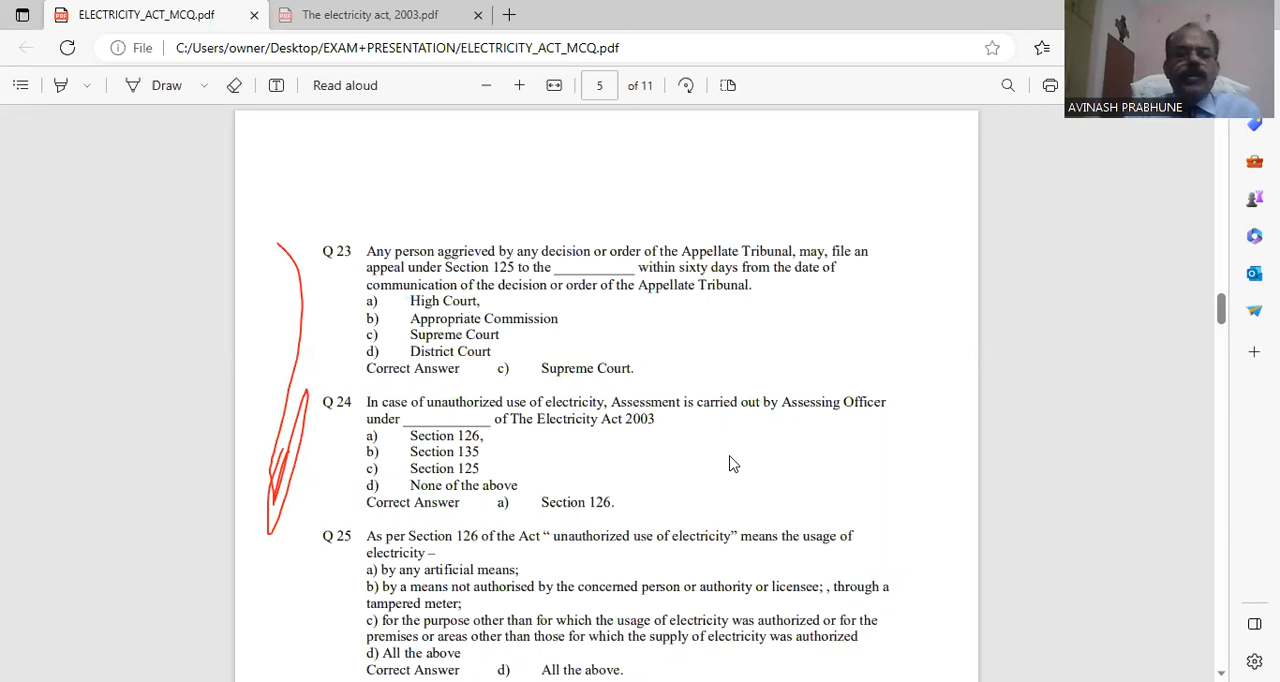 ELECTRICITY_ACT_MCQ.pdf
The electricity act, 2003.pdf
File
C:/Users/owner/Desktop/EXAM+PRESENTATION/ELECTRICITY_ACT_MCQ.pdf
Draw
Read aloud
5
of 11
AVINASH PRABHUNE
Q 23 Any person aggrieved by any decision or order of the Appellate Tribunal, may, file an
appeal under Section 125 to the ___________ within sixty days from the date of
communication of the decision or order of the Appellate Tribunal.
a) High Court,
b) Appropriate Commission
c) Supreme Court
d) District Court
Correct Answer c) Supreme Court.
Q 24 In case of unauthorized use of electricity, Assessment is carried out by Assessing Officer
under ____________ of The Electricity Act 2003
a) Section 126,
b) Section 135
c) Section 125
d) None of the above
Correct Answer a) Section 126.
Q 25 As per Section 126 of the Act “ unauthorized use of electricity” means the usage of
electricity –
a) by any artificial means;
b) by a means not authorised by the concerned person or authority or licensee; , through a
tampered meter;
c) for the purpose other than for which the usage of electricity was authorized or for the
premises or areas other than those for which the supply of electricity was authorized
d) All the above
Correct Answer d) All the above.